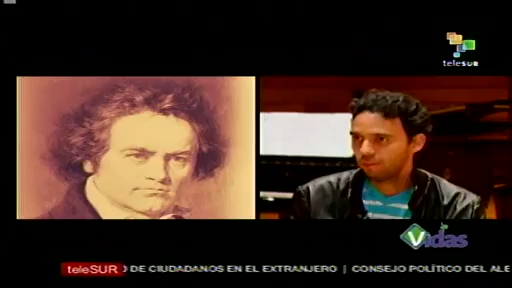 teleSUR
Vidas
teleSUR O DE CIUDADANOS EN EL EXTRANJERO | CONSEJO POLÍTICO DEL ALE